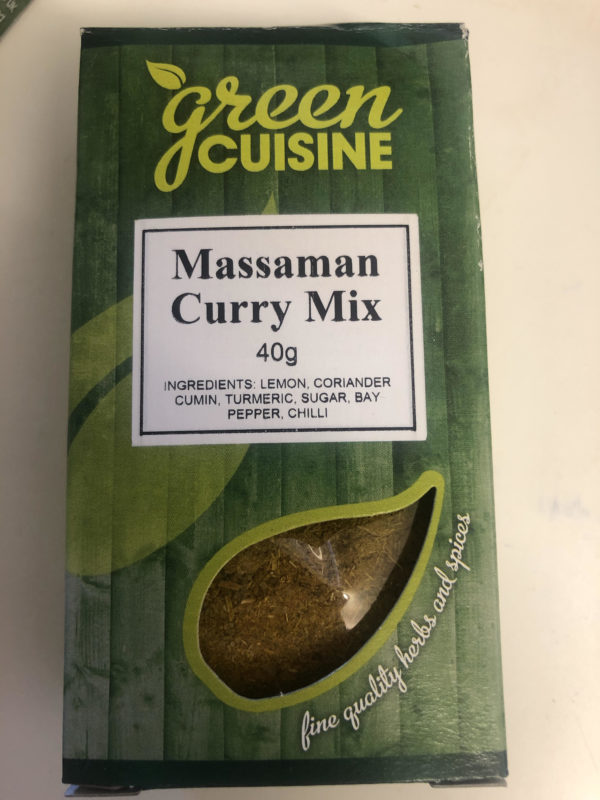 green
CUISINE
Massaman
Curry Mix
40g
INGREDIENTS: LEMON, CORIANDER
CUMIN, TURMERIC, SUGAR, BAY
PEPPER, CHILLI
fine quality herbs and spices